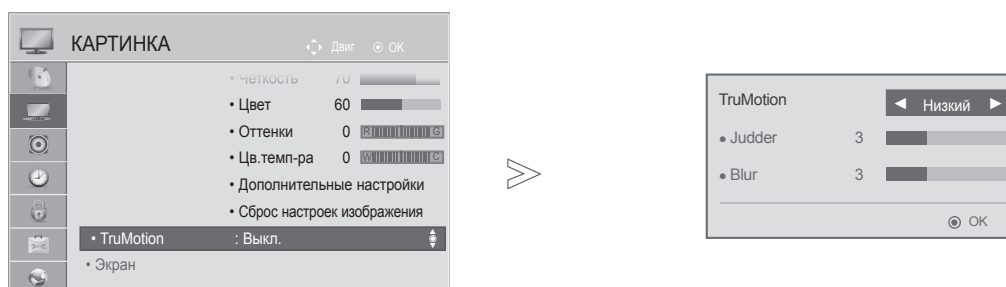 КАРТИНКА
Двиг OK
• Четкость 70
• Цвет 60
• Оттенки 0 R G
• Цв.темп-ра 0 W C
• Дополнительные настройки
• Сброс настроек изображения
• TruMotion : Выкл.
• Экран
TruMotion ◄ Низкий ►
• Judder 3
• Blur 3
OK